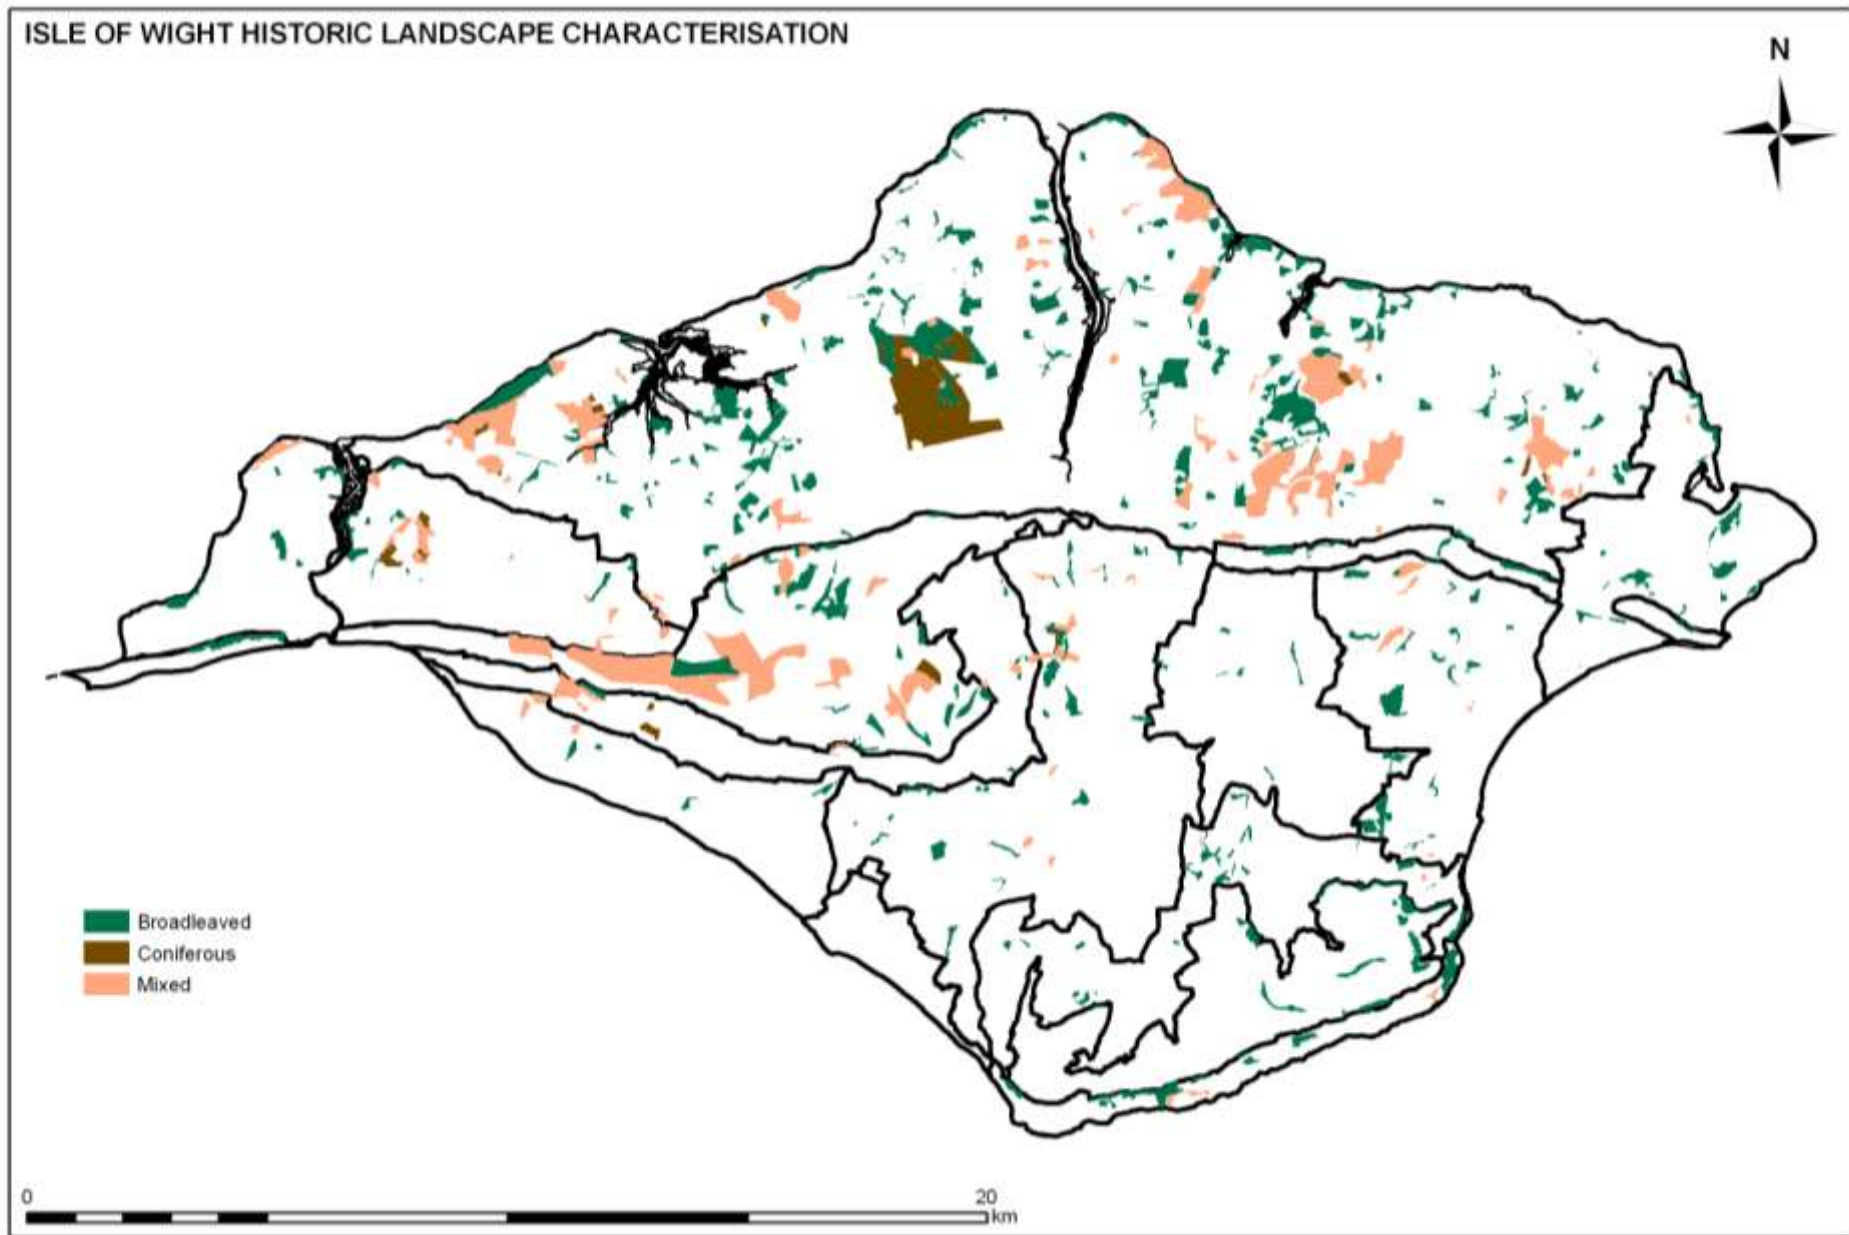 ISLE OF WIGHT HISTORIC LANDSCAPE CHARACTERISATION
N
Broadleaved
Coniferous
Mixed
0 20
km